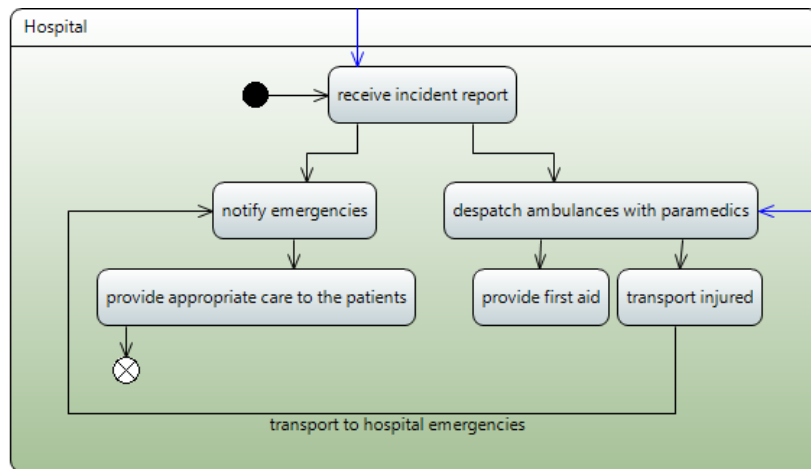 Hospital
receive incident report
notify emergencies
despatch ambulances with paramedics
provide appropriate care to the patients
provide first aid
transport injured
transport to hospital emergencies